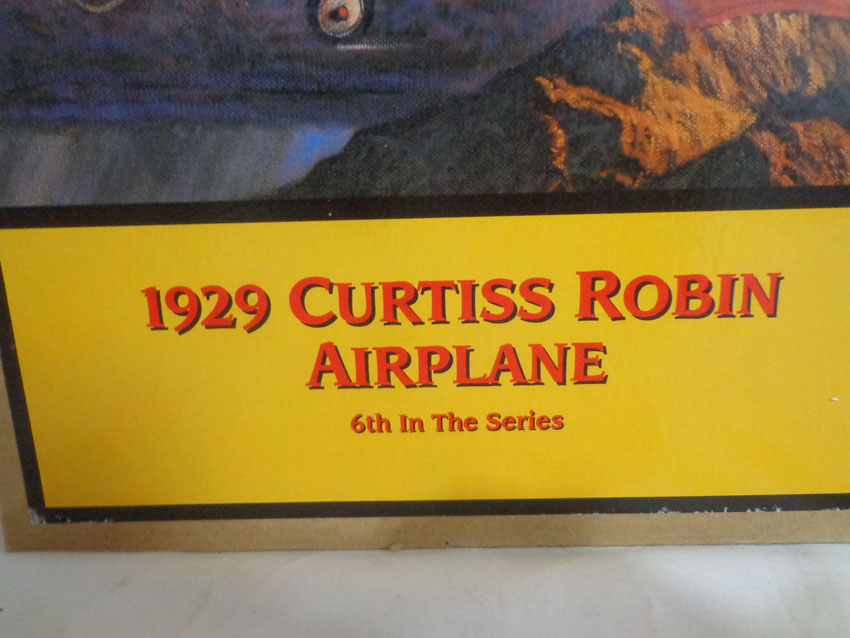 1929 CURTISS ROBIN
AIRPLANE
6th In The Series